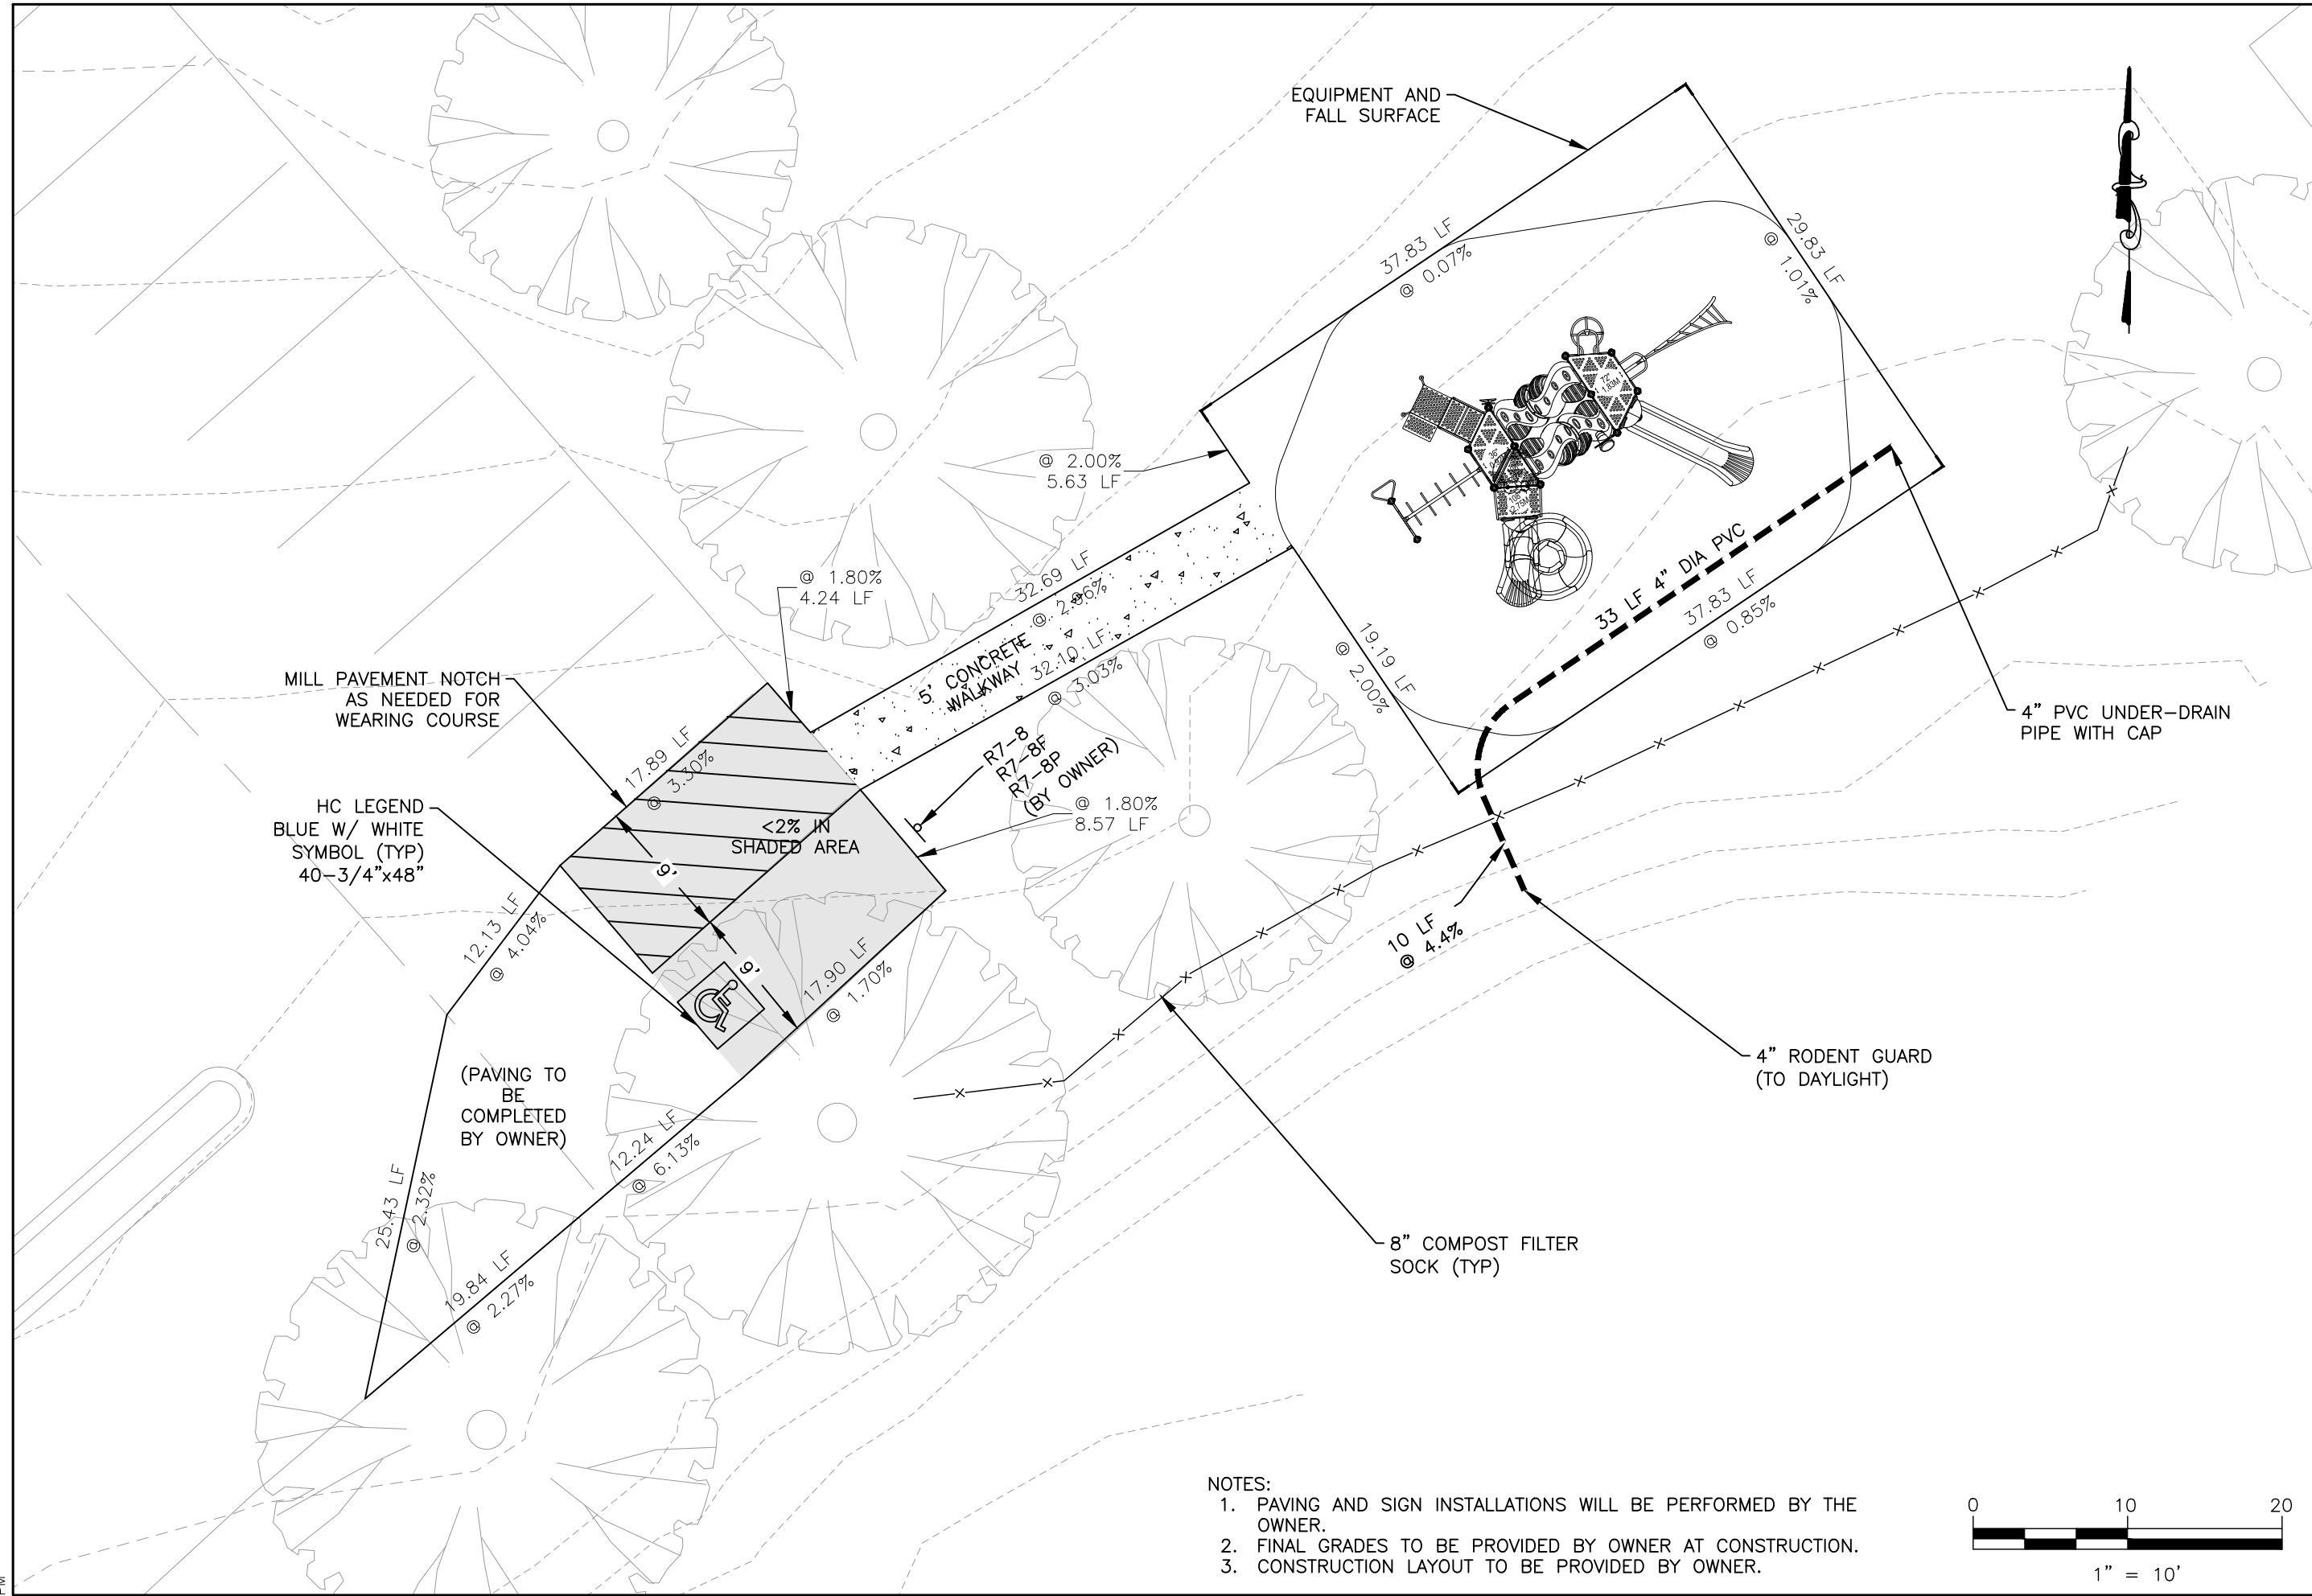 EQUIPMENT AND
FALL SURFACE
37.83 LF
@ 0.07%
29.83 LF
@ 1.01%
72"
1.83M
36"
@ 2.00%
5.63 LF
@ 1.80%
4.24 LF
32.69 LF
@ 2.96%
5' CONCRETE
WALKWAY
32.10 LF
@ 3.03%
33 LF 4" DIA PVC
37.83 LF
@ 0.85%
19.19 LF
@ 2.00%
MILL PAVEMENT NOTCH
AS NEEDED FOR
WEARING COURSE
17.89 LF
@ 3.30%
R7-8
R7-8F
R7-8P
(BY OWNER)
4" PVC UNDER-DRAIN
PIPE WITH CAP
HC LEGEND
BLUE W/ WHITE
SYMBOL (TYP)
40-3/4"x48"
<2% IN
SHADED AREA
@ 1.80%
8.57 LF
9'
9'
12.13 LF
@ 4.04%
17.90 LF
@ 1.70%
10 LF
@ 4.4%
4" RODENT GUARD
(TO DAYLIGHT)
(PAVING TO
BE
COMPLETED
BY OWNER)
12.24 LF
@ 6.13%
25.43 LF
@ 2.32%
19.84 LF
@ 2.27%
8" COMPOST FILTER
SOCK (TYP)
NOTES:
1. PAVING AND SIGN INSTALLATIONS WILL BE PERFORMED BY THE
OWNER.
2. FINAL GRADES TO BE PROVIDED BY OWNER AT CONSTRUCTION.
3. CONSTRUCTION LAYOUT TO BE PROVIDED BY OWNER.
0 10 20
1" = 10'
PM